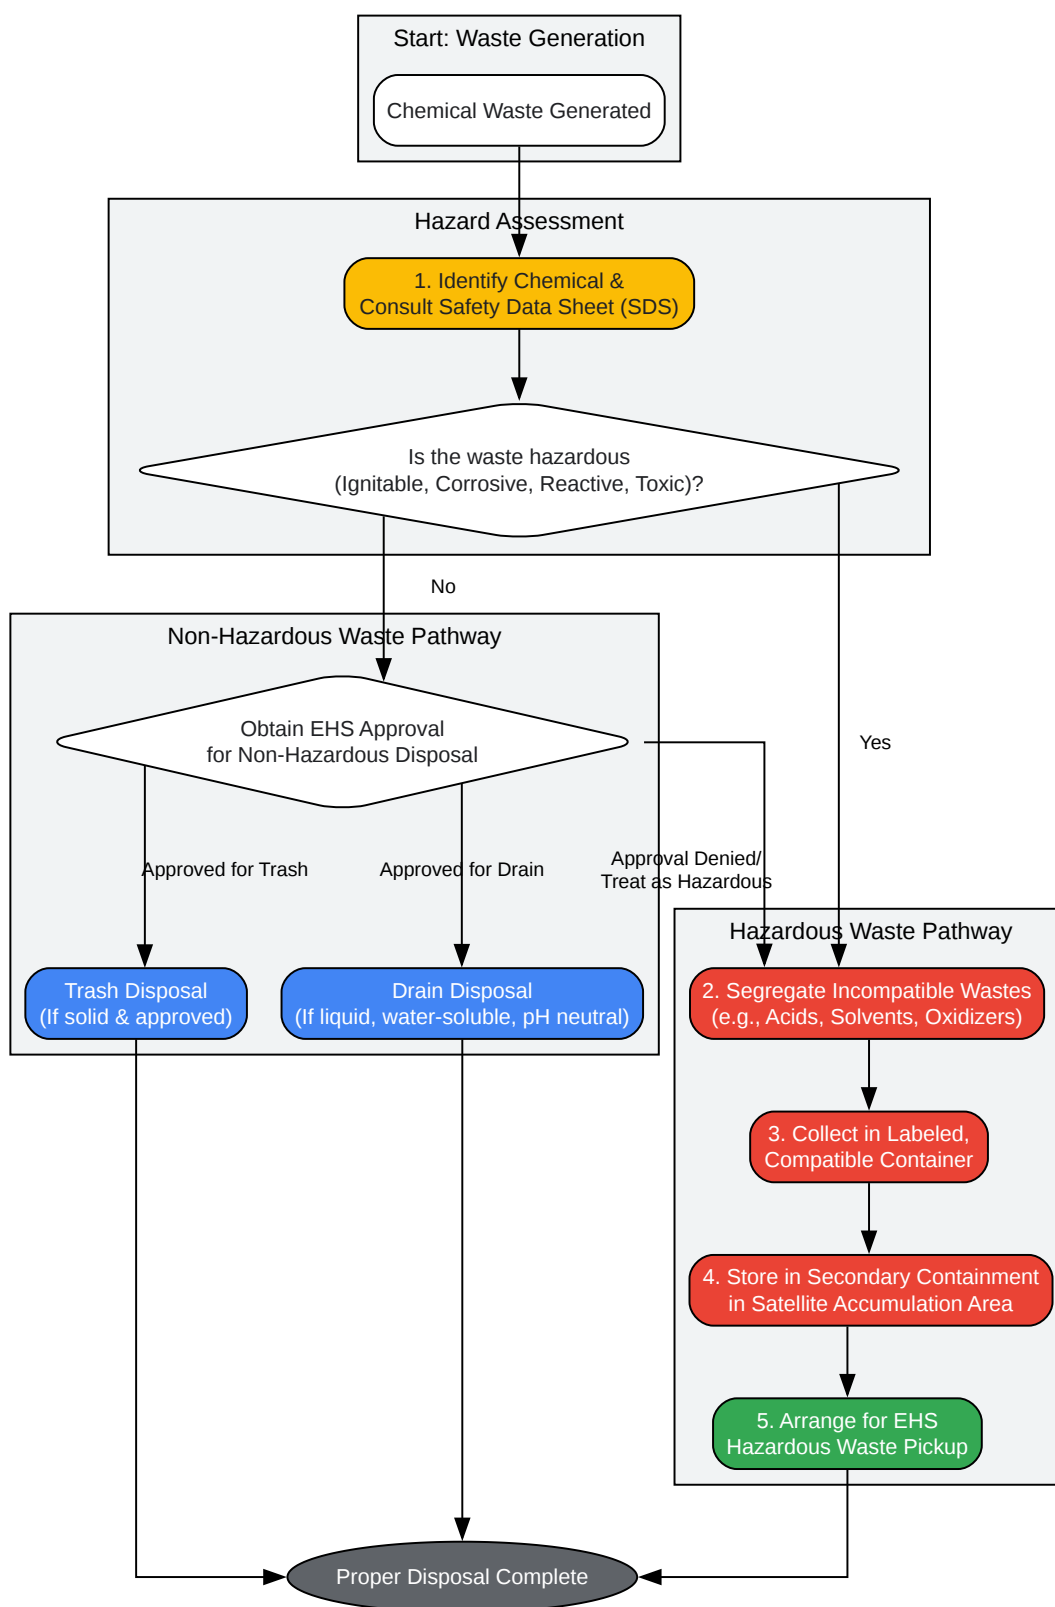 Start: Waste Generation
Chemical Waste Generated
Hazard Assessment
1. Identify Chemical &
Consult Safety Data Sheet (SDS)
Is the waste hazardous
(Ignitable, Corrosive, Reactive, Toxic)?
No
Yes
Non-Hazardous Waste Pathway
Obtain EHS Approval
for Non-Hazardous Disposal
Approved for Trash
Approved for Drain
Approval Denied/
Treat as Hazardous
Trash Disposal
(If solid & approved)
Drain Disposal
(If liquid, water-soluble, pH neutral)
Hazardous Waste Pathway
2. Segregate Incompatible Wastes
(e.g., Acids, Solvents, Oxidizers)
3. Collect in Labeled,
Compatible Container
4. Store in Secondary Containment
in Satellite Accumulation Area
5. Arrange for EHS
Hazardous Waste Pickup
Proper Disposal Complete